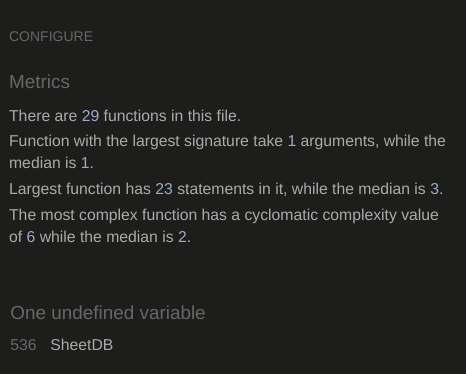 CONFIGURE
Metrics
There are 29 functions in this file.
Function with the largest signature take 1 arguments, while the
median is 1.
Largest function has 23 statements in it, while the median is 3.
The most complex function has a cyclomatic complexity value
of 6 while the median is 2.
One undefined variable
536 SheetDB